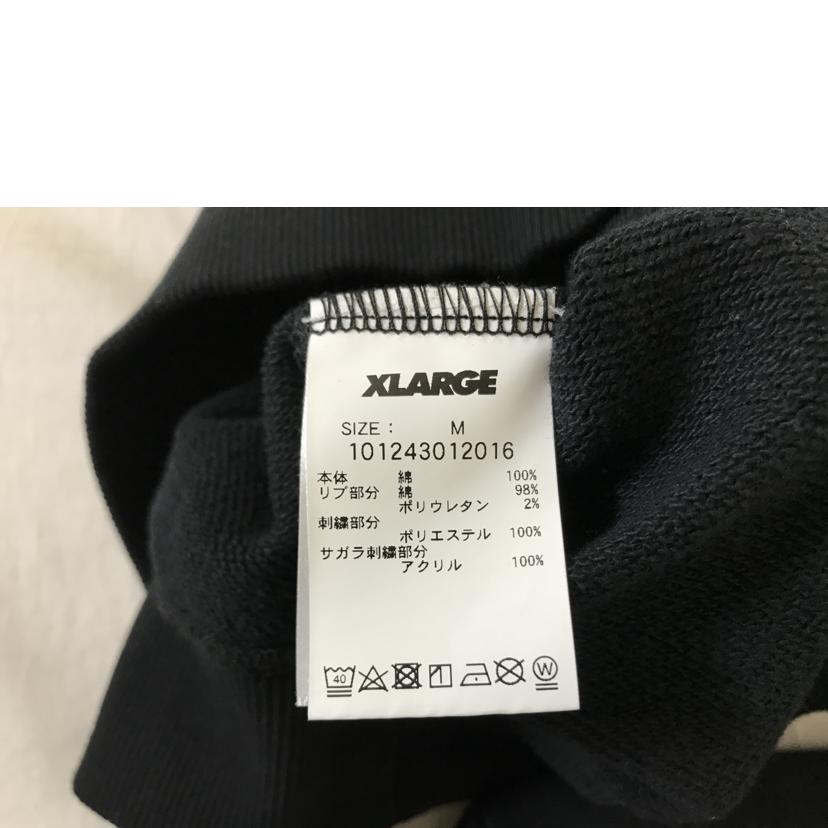 XLARGE
SIZE: M
101243012016
本体 綿 100%
リブ部分 綿 98%
ポリウレタン 2%
刺繍部分
ポリエステル 100%
サガラ刺繍部分
アクリル 100%
40 W